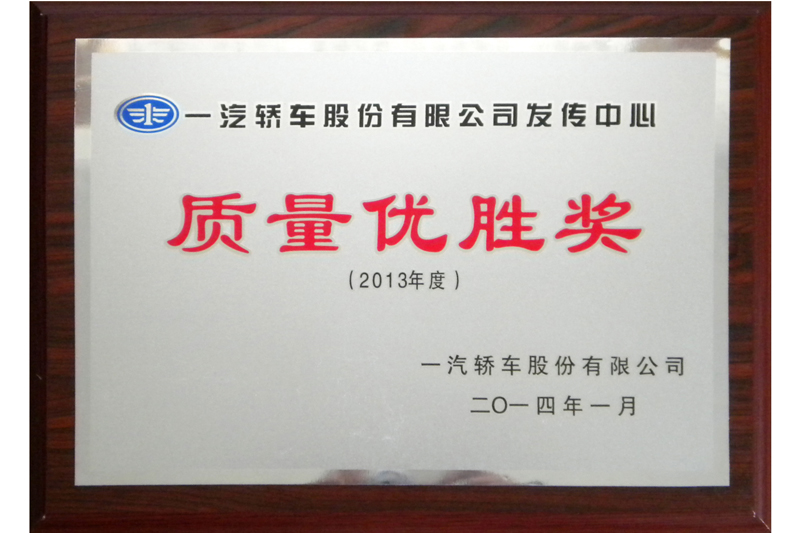 一汽轿车股份有限公司发传中心
质量优胜奖
（2013年度）
一汽轿车股份有限公司
二〇一四年一月